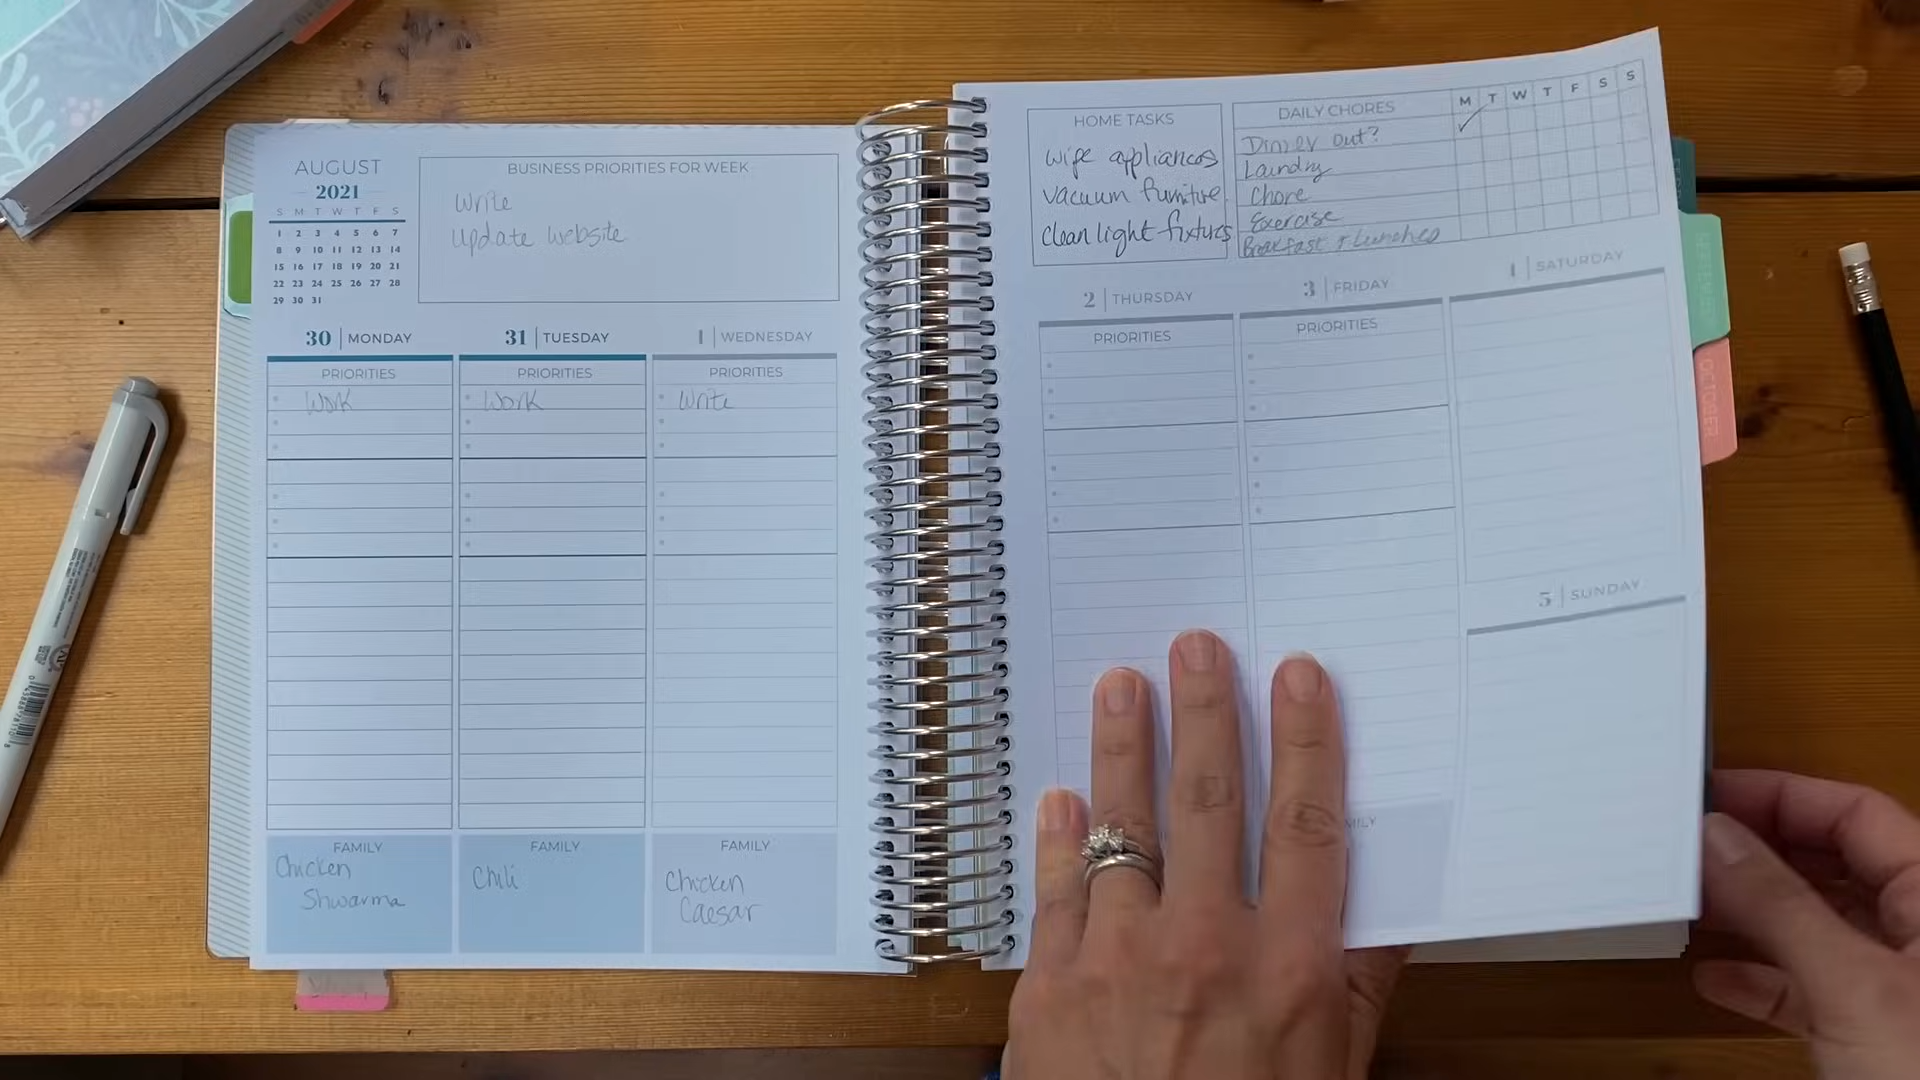 AUGUST
2021
S M T W T F S
1 2 3 4 5 6 7
8 9 10 11 12 13 14
15 16 17 18 19 20 21
22 23 24 25 26 27 28
29 30 31
BUSINESS PRIORITIES FOR WEEK
Write
Update website
30 | MONDAY
PRIORITIES
Work
FAMILY
Chicken
Shwarma
31 | TUESDAY
PRIORITIES
Work
FAMILY
Chili
1 | WEDNESDAY
PRIORITIES
Write
FAMILY
Chicken
Caesar
HOME TASKS
wipe appliances
vacuum furniture
clean light fixtures
DAILY CHORES M T W T F S S
Dinner out? ✓
Laundry
Chore
Exercise
Breakfast + Lunches
2 | THURSDAY
PRIORITIES
3 | FRIDAY
PRIORITIES
SATURDAY
5 | SUNDAY
OCTOBER